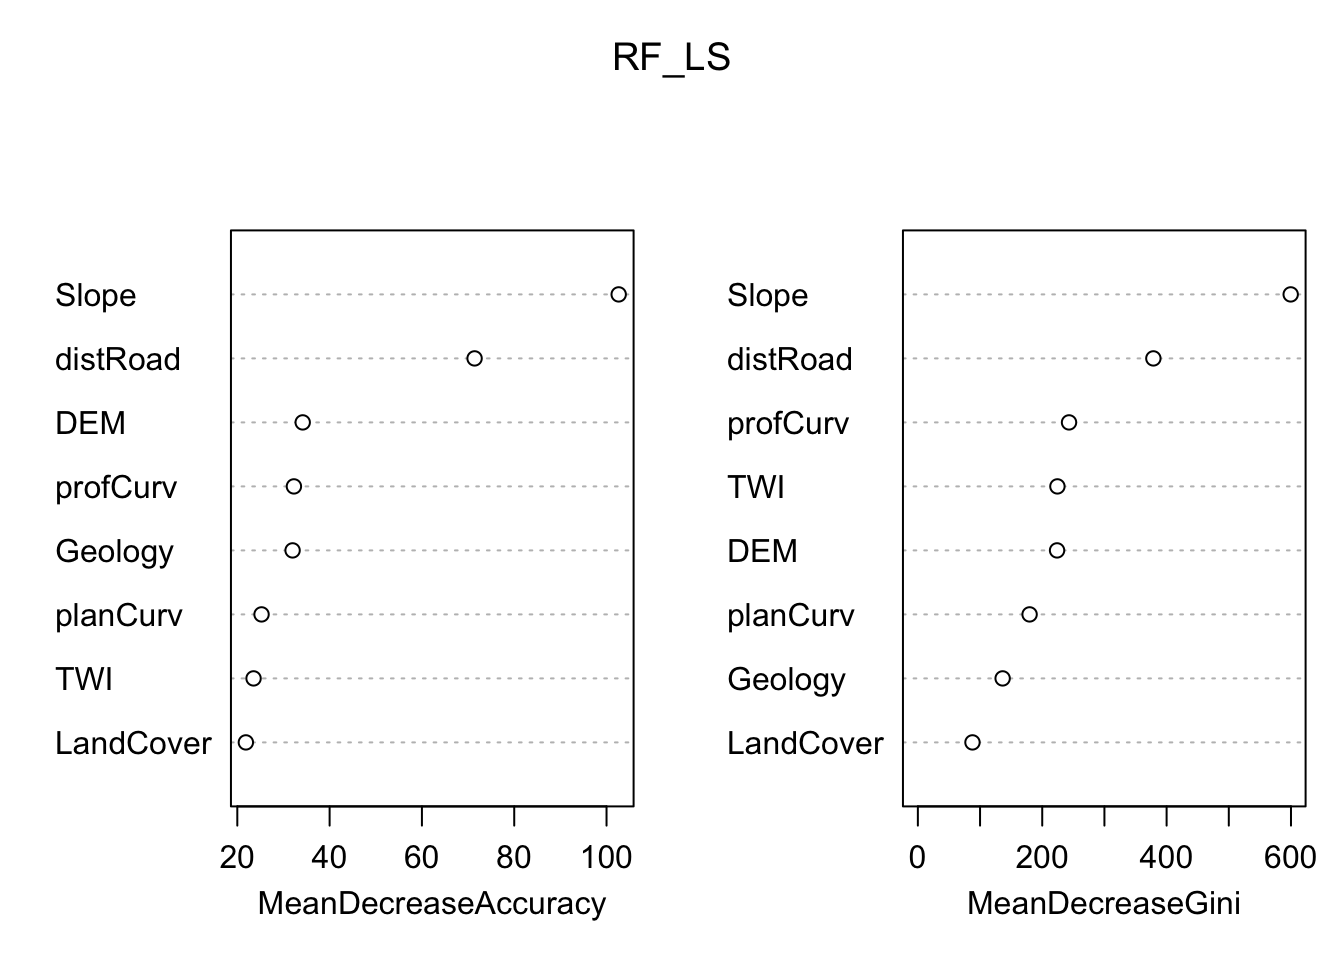 RF_LS
Slope
distRoad
DEM
profCurv
Geology
planCurv
TWI
LandCover
20 40 60 80 100
MeanDecreaseAccuracy
Slope
distRoad
profCurv
TWI
DEM
planCurv
Geology
LandCover
0 200 400 600
MeanDecreaseGini